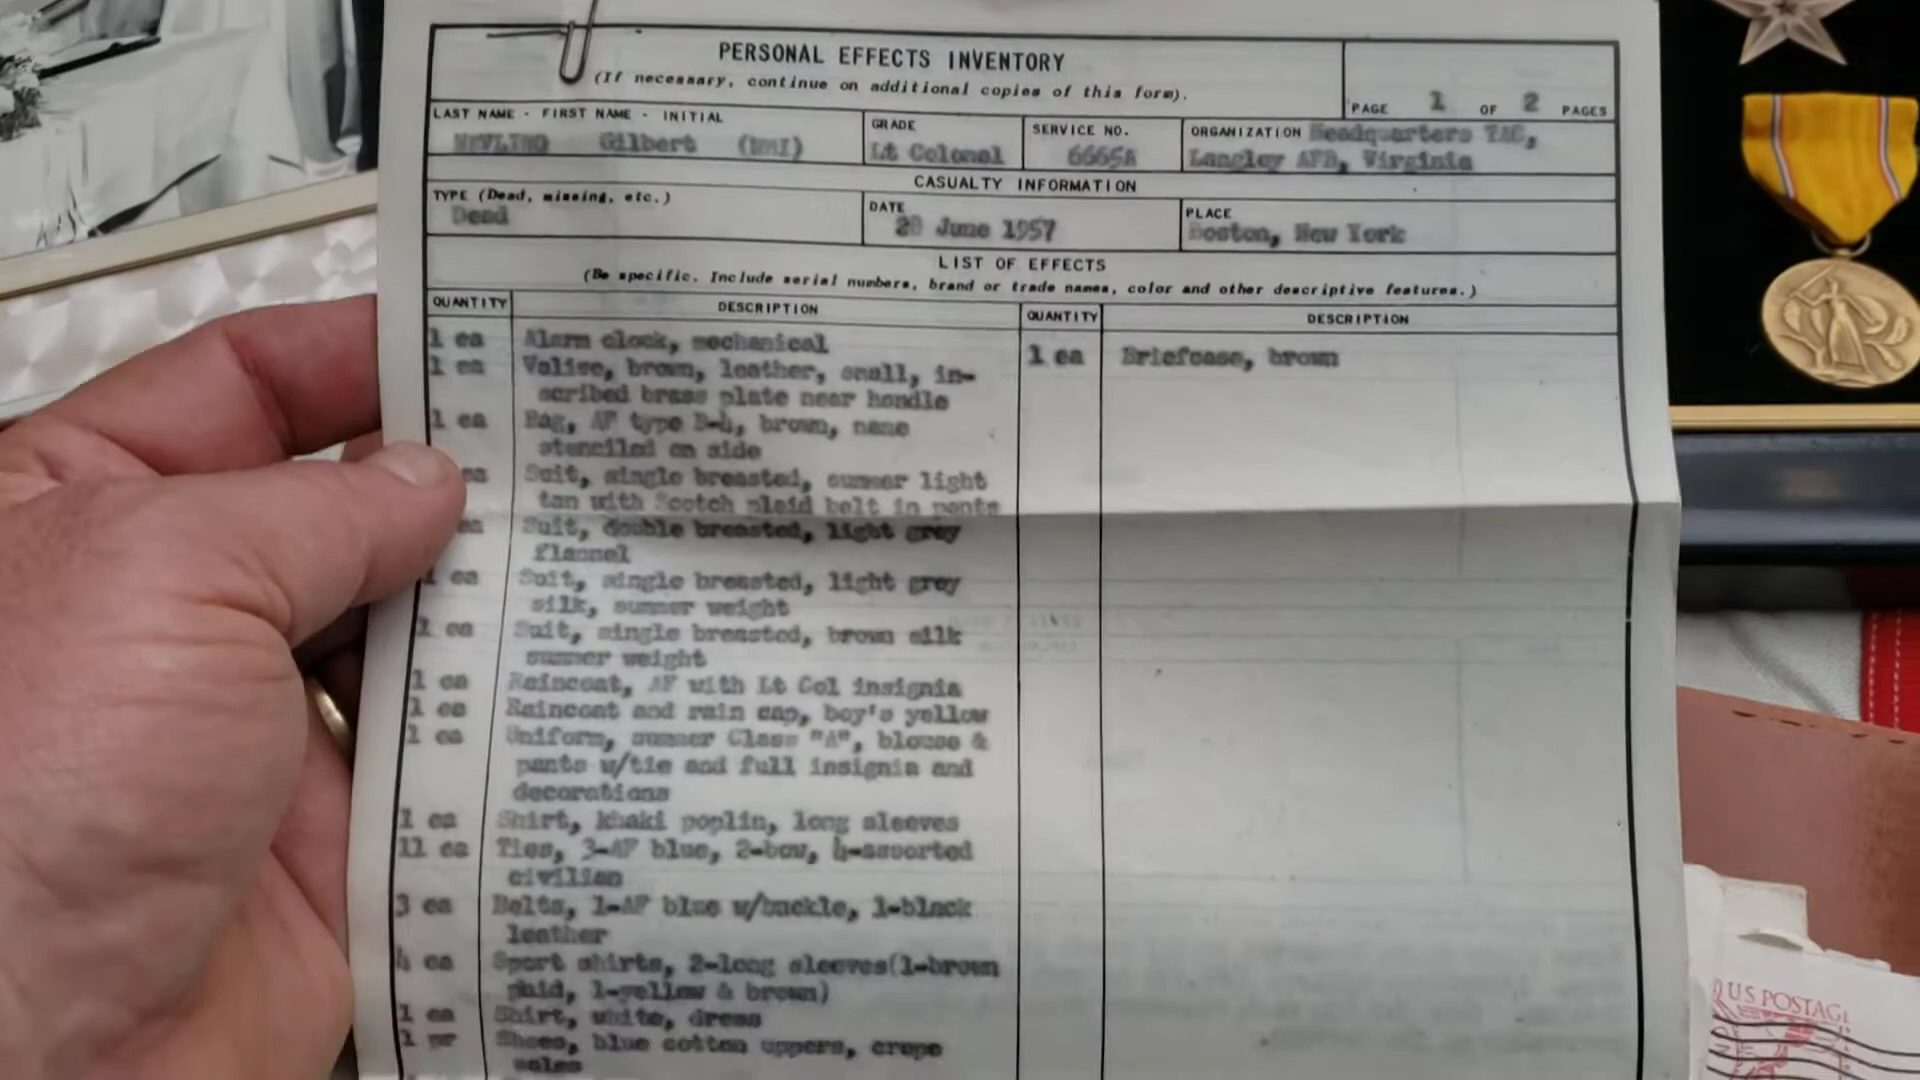 PERSONAL EFFECTS INVENTORY
(If necessary, continue on additional copies of this form).
PAGE 1 OF 2 PAGES
LAST NAME - FIRST NAME - INITIAL
NEVLING Gilbert (NMI)
GRADE
Lt Colonel
SERVICE NO.
6665A
ORGANIZATION Headquarters TAC,
Langley AFB, Virginia
CASUALTY INFORMATION
TYPE (Dead, missing, etc.)
Dead
DATE
28 June 1957
PLACE
Boston, New York
LIST OF EFFECTS
(Be specific. Include serial numbers, brand or trade names, color and other descriptive features.)
QUANTITY DESCRIPTION QUANTITY DESCRIPTION
1 ea Alarm clock, mechanical
1 ea Valise, brown, leather, small, in-
scribed brass plate near handle
1 ea Bag, AF type B-4, brown, name
stenciled on side
ea Suit, single breasted, summer light
tan with Scotch plaid belt in pants
ea Suit, double breasted, light grey
flannel
1 ea Suit, single breasted, light grey
silk, summer weight
1 ea Suit, single breasted, brown silk
summer weight
1 ea Raincoat, AF with Lt Col insignia
1 ea Raincoat and rain cap, boy's yellow
1 ea Uniform, summer Class "A", blouse &
pants w/tie and full insignia and
decorations
1 ea Shirt, khaki poplin, long sleeves
11 ea Ties, 3-AF blue, 2-bow, 4-assorted
civilian
3 ea Belts, 1-AF blue w/buckle, 1-black
leather
4 ea Sport shirts, 2-long sleeves(1-brown
plaid, 1-yellow & brown)
1 ea Shirt, white, dress
1 pr Shoes, blue cotton uppers, crepe
soles
1 ea Briefcase, brown
US POSTAGE